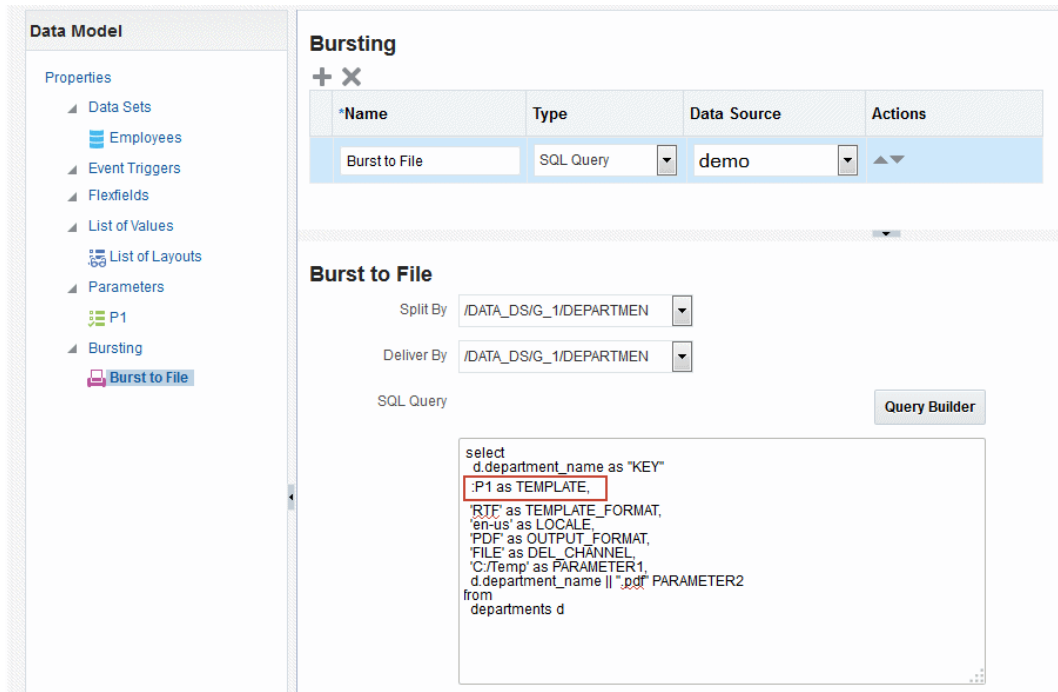 Data Model
Properties
Data Sets
Employees
Event Triggers
Flexfields
List of Values
List of Layouts
Parameters
P1
Bursting
Burst to File
Bursting
*Name Type Data Source Actions
Burst to File SQL Query demo
Burst to File
Split By /DATA_DS/G_1/DEPARTMEN
Deliver By /DATA_DS/G_1/DEPARTMEN
SQL Query Query Builder
select
d.department_name as "KEY"
:P1 as TEMPLATE,
'RTF' as TEMPLATE_FORMAT,
'en-us' as LOCALE,
'PDF' as OUTPUT_FORMAT,
'FILE' as DEL_CHANNEL,
'C:/Temp' as PARAMETER1,
d.department_name || ".pdf" PARAMETER2
from
departments d